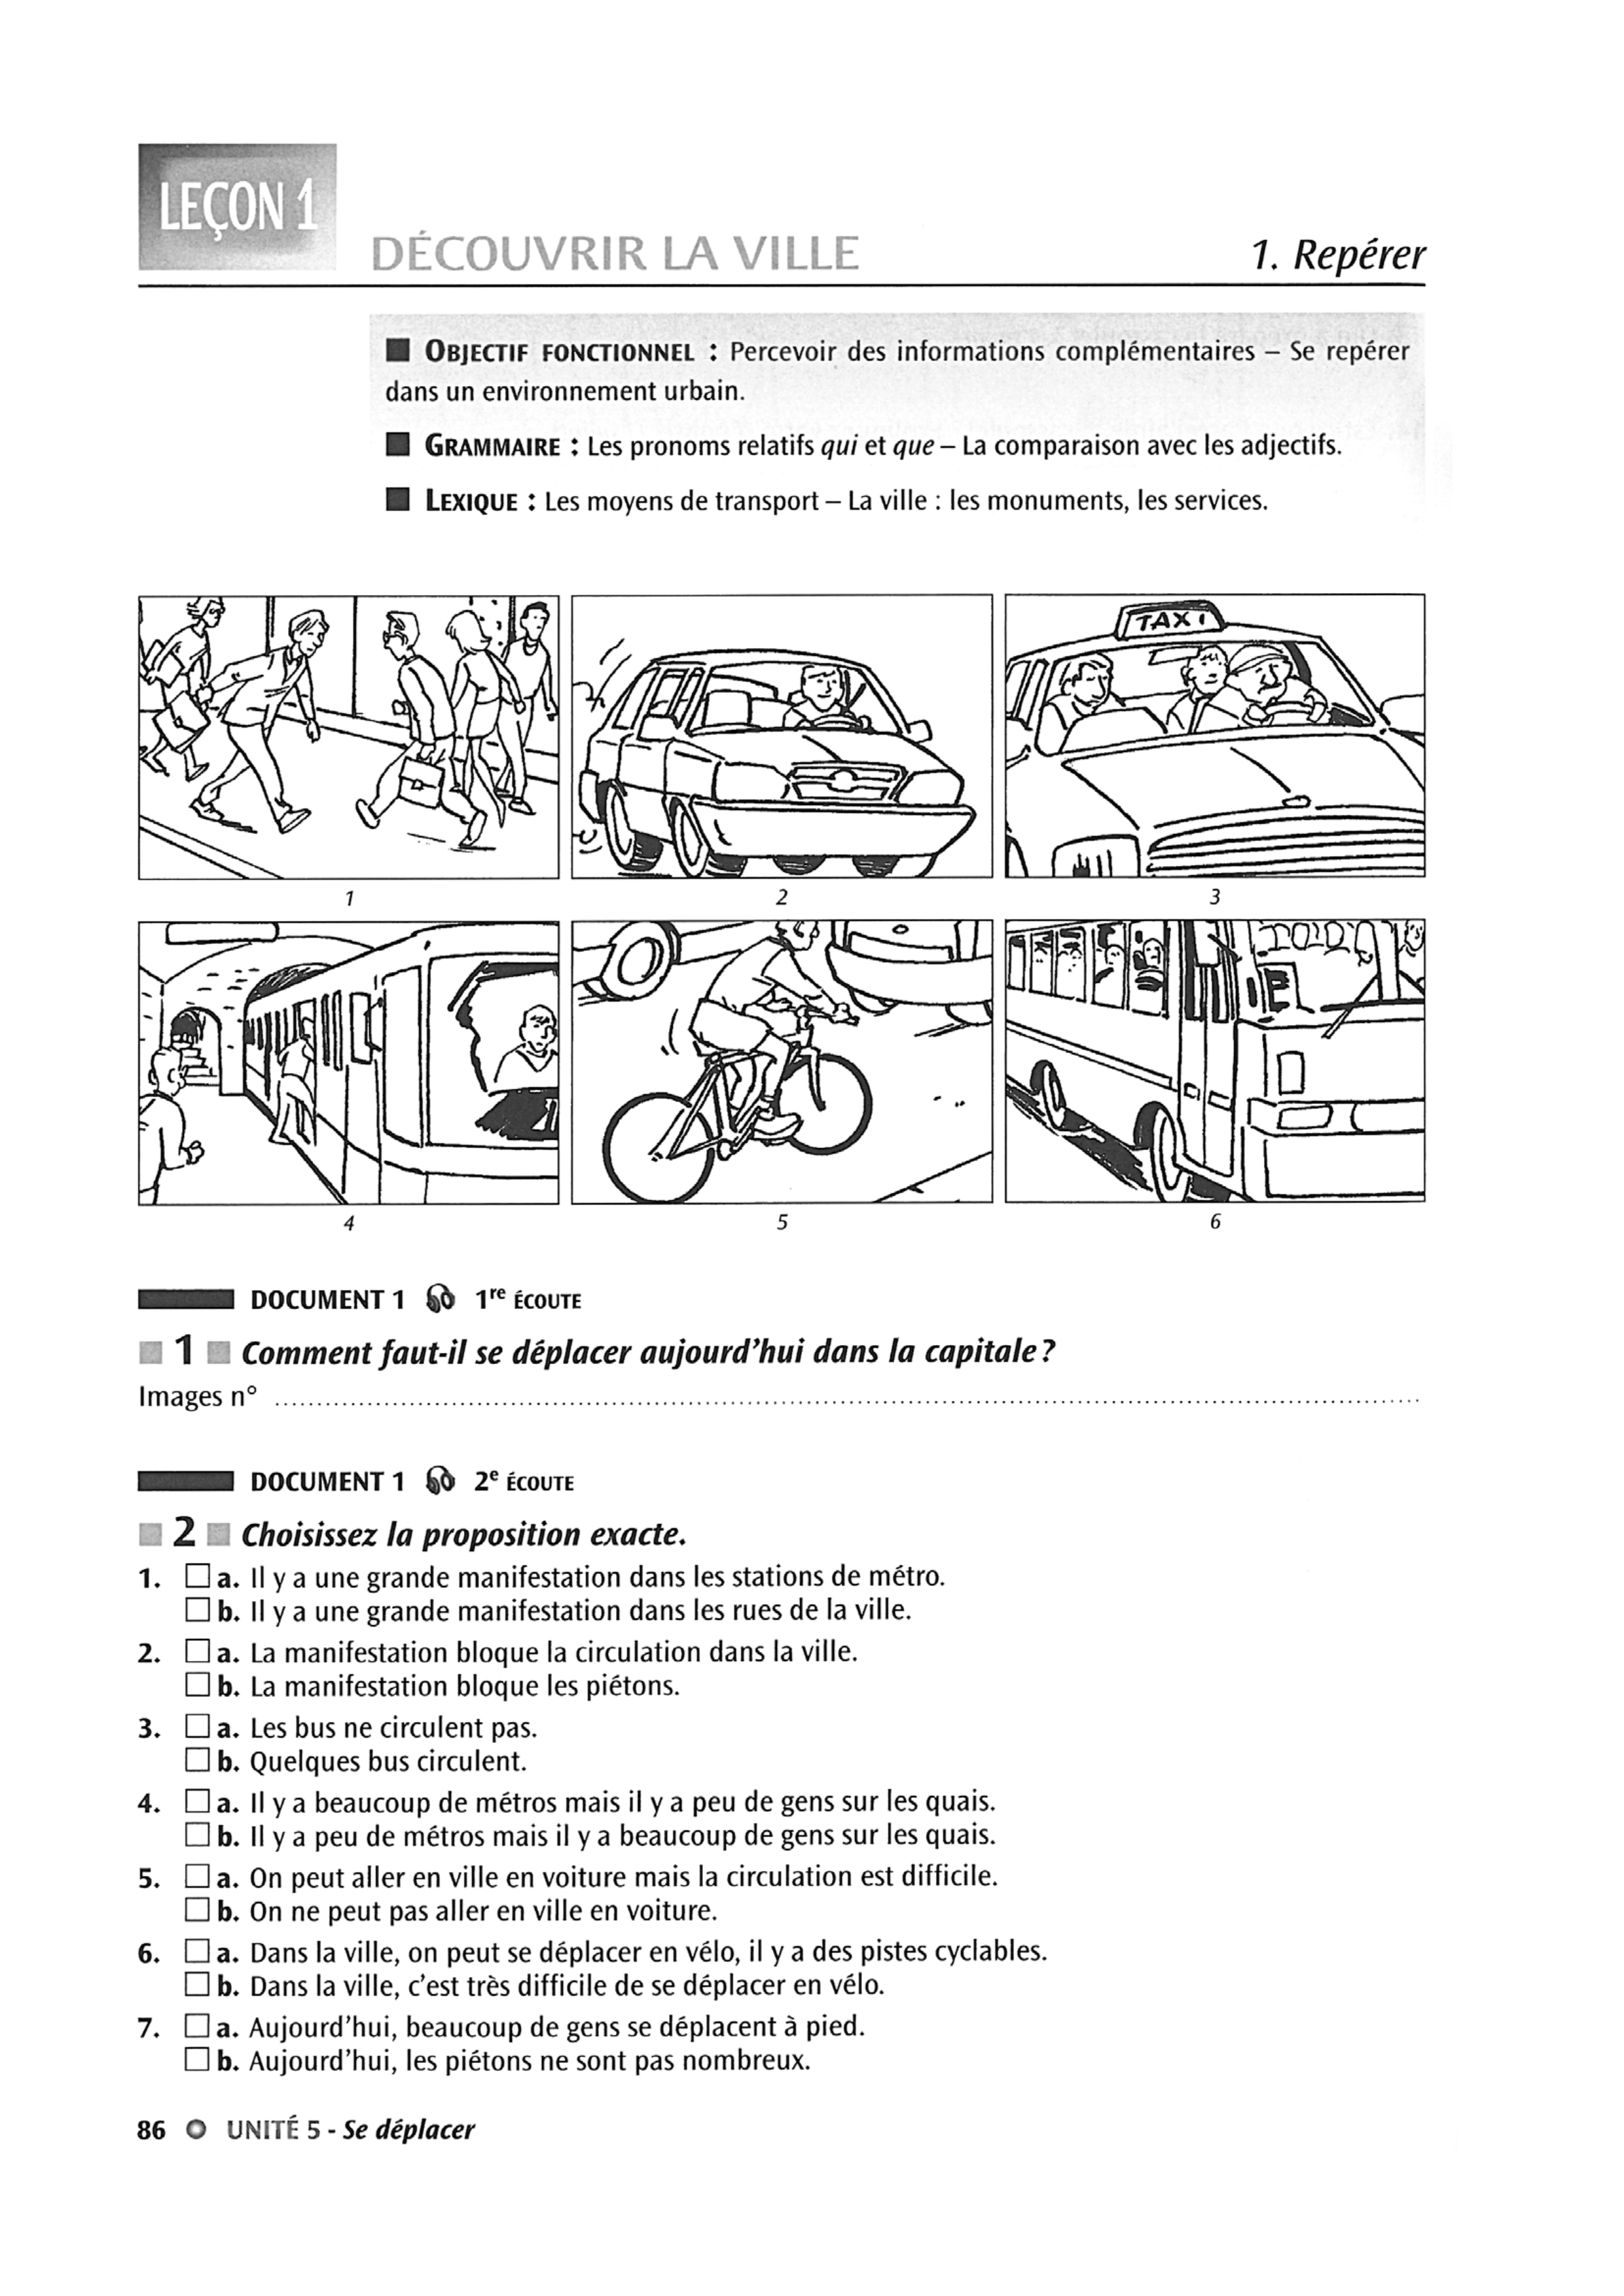 LEÇON 1
DÉCOUVRIR LA VILLE
1. Repérer
■ OBJECTIF FONCTIONNEL : Percevoir des informations complémentaires – Se repérer
dans un environnement urbain.
■ GRAMMAIRE : Les pronoms relatifs qui et que – La comparaison avec les adjectifs.
■ LEXIQUE : Les moyens de transport – La ville : les monuments, les services.
TAXI
1
2
3
4
5
6
DOCUMENT 1 1re ÉCOUTE
1 Comment faut-il se déplacer aujourd'hui dans la capitale ?
Images n° ........................................................................
DOCUMENT 1 2e ÉCOUTE
2 Choisissez la proposition exacte.
1. □ a. Il y a une grande manifestation dans les stations de métro.
□ b. Il y a une grande manifestation dans les rues de la ville.
2. □ a. La manifestation bloque la circulation dans la ville.
□ b. La manifestation bloque les piétons.
3. □ a. Les bus ne circulent pas.
□ b. Quelques bus circulent.
4. □ a. Il y a beaucoup de métros mais il y a peu de gens sur les quais.
□ b. Il y a peu de métros mais il y a beaucoup de gens sur les quais.
5. □ a. On peut aller en ville en voiture mais la circulation est difficile.
□ b. On ne peut pas aller en ville en voiture.
6. □ a. Dans la ville, on peut se déplacer en vélo, il y a des pistes cyclables.
□ b. Dans la ville, c'est très difficile de se déplacer en vélo.
7. □ a. Aujourd'hui, beaucoup de gens se déplacent à pied.
□ b. Aujourd'hui, les piétons ne sont pas nombreux.
86 UNITÉ 5 - Se déplacer